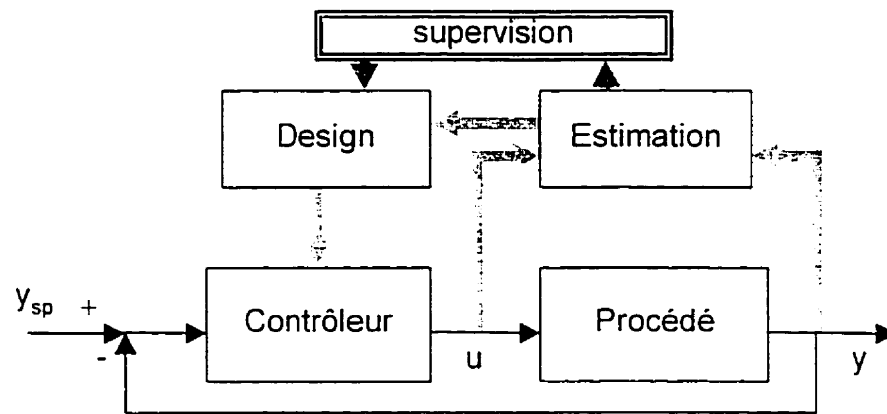 supervision
Design
Estimation
y_sp +
Contrôleur
Procédé
-
u
y